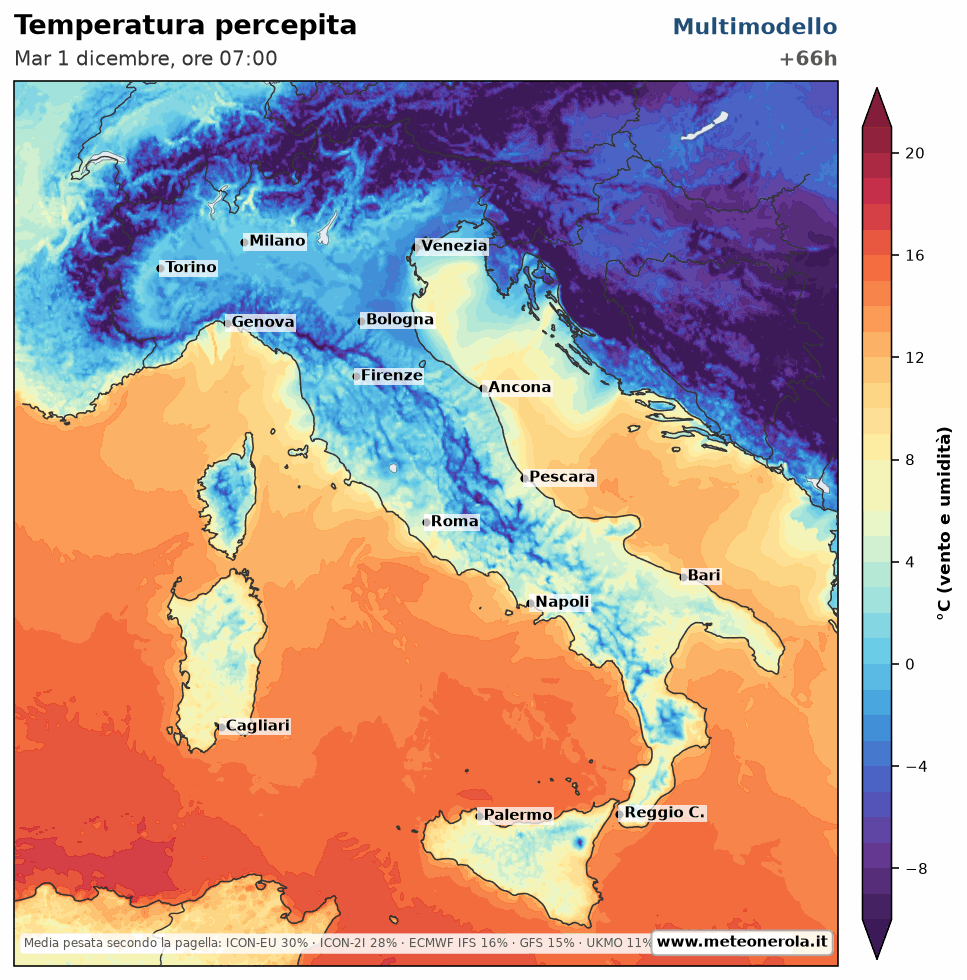 Temperatura percepita
Multimodello
Mar 1 dicembre, ore 07:00
+66h
Milano
Venezia
Torino
Genova
Bologna
Firenze
Ancona
Pescara
Roma
Bari
Napoli
Cagliari
Palermo
Reggio C.
20
16
12
8
4
0
−4
−8
°C (vento e umidità)
Media pesata secondo la pagella: ICON-EU 30% · ICON-2I 28% · ECMWF IFS 16% · GFS 15% · UKMO 11%
www.meteonerola.it